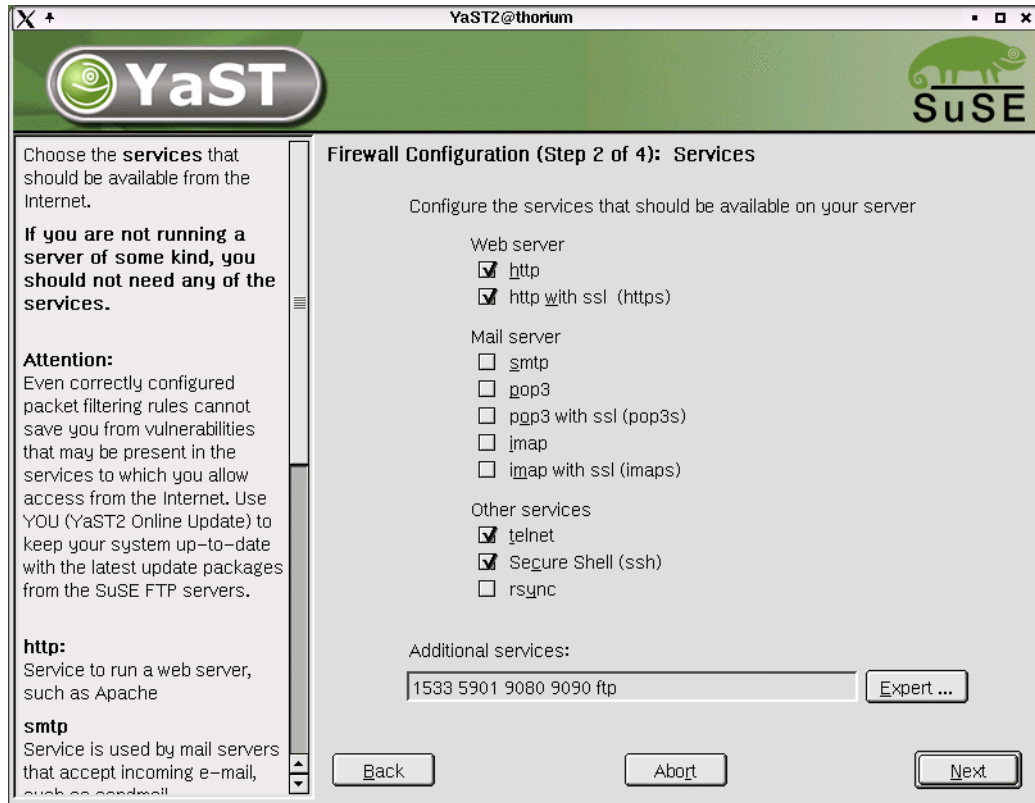 YaST2@thorium
YaST
SuSE
Choose the services that
should be available from the
Internet.
If you are not running a
server of some kind, you
should not need any of the
services.
Attention:
Even correctly configured
packet filtering rules cannot
save you from vulnerabilities
that may be present in the
services to which you allow
access from the Internet. Use
YOU (YaST2 Online Update) to
keep your system up-to-date
with the latest update packages
from the SuSE FTP servers.
http:
Service to run a web server,
such as Apache
smtp
Service is used by mail servers
that accept incoming e-mail,
such as sendmail
Firewall Configuration (Step 2 of 4): Services
Configure the services that should be available on your server
Web server
http
http with ssl (https)
Mail server
smtp
pop3
pop3 with ssl (pop3s)
imap
imap with ssl (imaps)
Other services
telnet
Secure Shell (ssh)
rsync
Additional services:
1533 5901 9080 9090 ftp
Expert ...
Back
Abort
Next